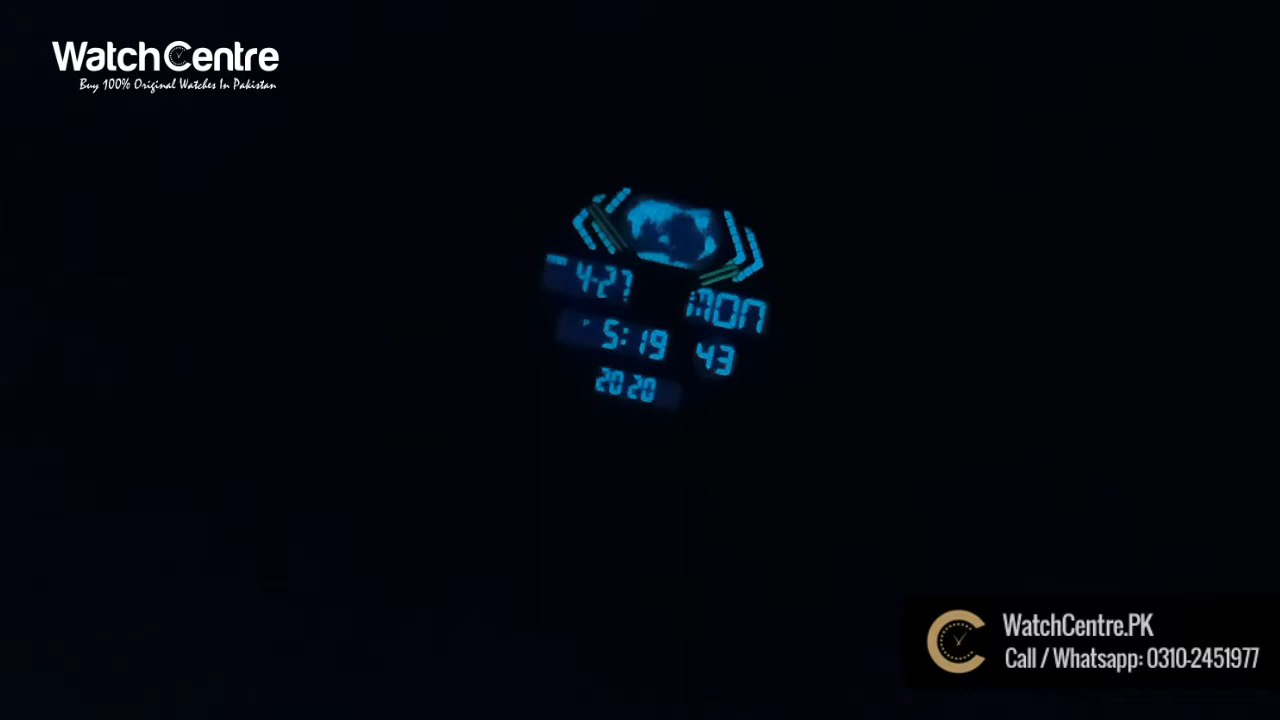 WatchCentre
Buy 100% Original Watches In Pakistan
4-27
MON
P 5:19 43
2020
WatchCentre.PK
Call / Whatsapp: 0310-2451977